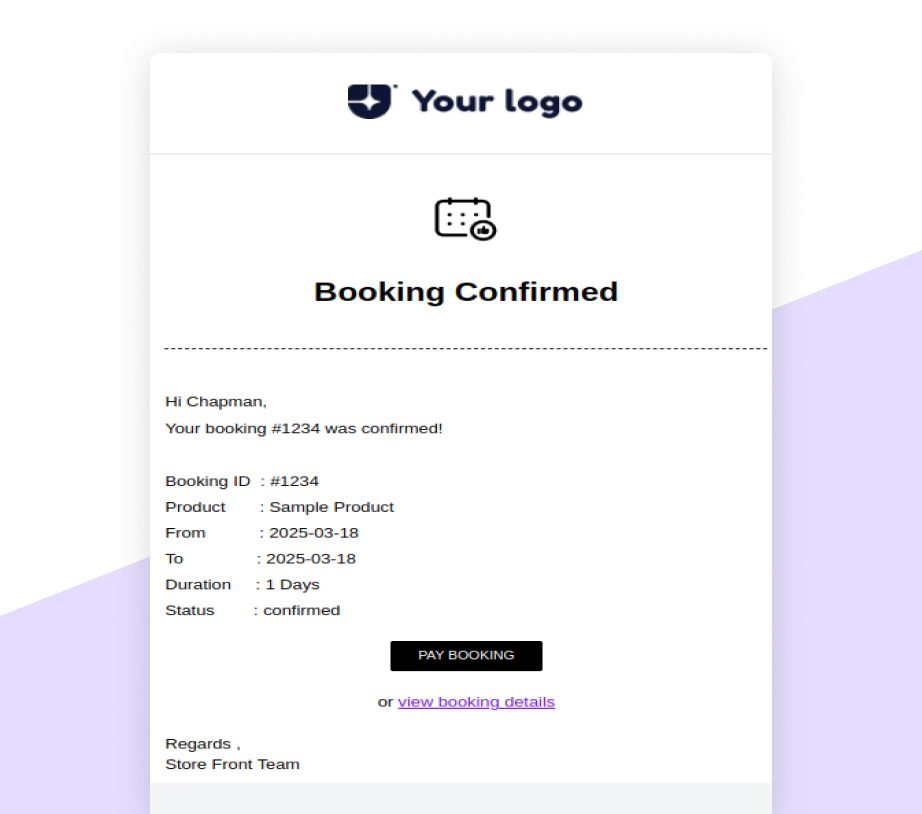 Your logo
Booking Confirmed
Hi Chapman,
Your booking #1234 was confirmed!
Booking ID : #1234
Product : Sample Product
From : 2025-03-18
To : 2025-03-18
Duration : 1 Days
Status : confirmed
PAY BOOKING
or view booking details
Regards ,
Store Front Team